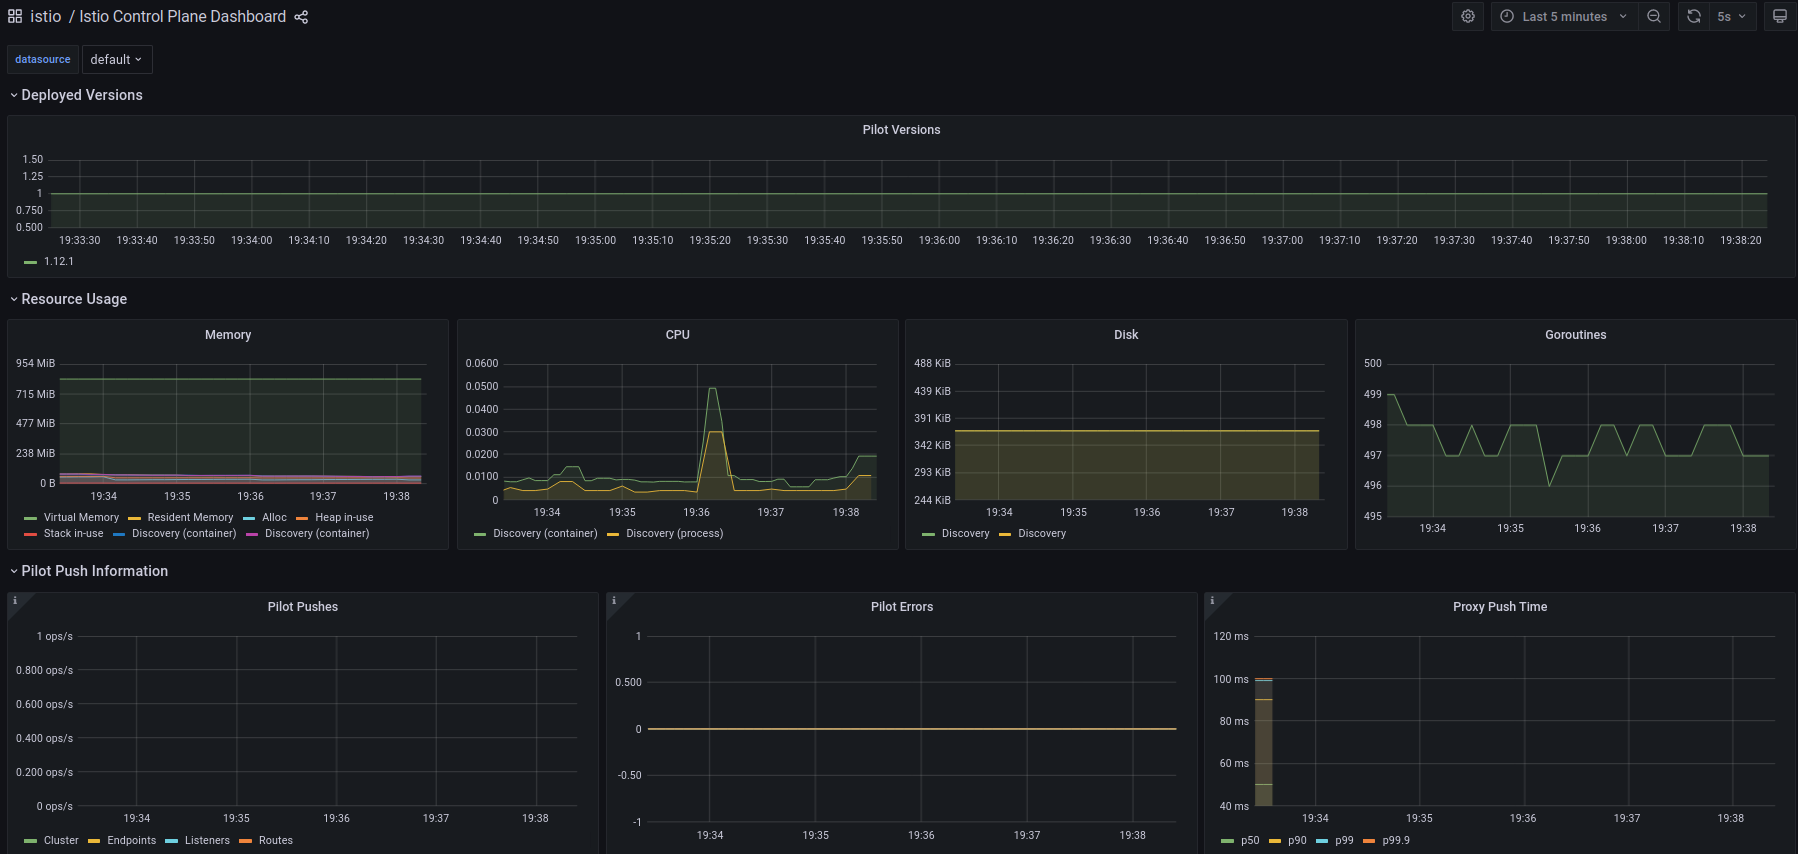 istio / Istio Control Plane Dashboard
Last 5 minutes
5s
datasource default
Deployed Versions
Pilot Versions
1.50
1.25
1
0.750
0.500
19:33:30 19:33:40 19:33:50 19:34:00 19:34:10 19:34:20 19:34:30 19:34:40 19:34:50 19:35:00 19:35:10 19:35:20 19:35:30 19:35:40 19:35:50 19:36:00 19:36:10 19:36:20 19:36:30 19:36:40 19:36:50 19:37:00 19:37:10 19:37:20 19:37:30 19:37:40 19:37:50 19:38:00 19:38:10 19:38:20
1.12.1
Resource Usage
Memory
954 MiB
715 MiB
477 MiB
238 MiB
0 B
19:34 19:35 19:36 19:37 19:38
Virtual Memory Resident Memory Alloc Heap in-use
Stack in-use Discovery (container) Discovery (container)
CPU
0.0600
0.0500
0.0400
0.0300
0.0200
0.0100
0
19:34 19:35 19:36 19:37 19:38
Discovery (container) Discovery (process)
Disk
488 KiB
439 KiB
391 KiB
342 KiB
293 KiB
244 KiB
19:34 19:35 19:36 19:37 19:38
Discovery Discovery
Goroutines
500
499
498
497
496
495
19:34 19:35 19:36 19:37 19:38
Pilot Push Information
i
Pilot Pushes
1 ops/s
0.800 ops/s
0.600 ops/s
0.400 ops/s
0.200 ops/s
0 ops/s
19:34 19:35 19:36 19:37 19:38
Cluster Endpoints Listeners Routes
i
Pilot Errors
1
0.500
0
-0.50
-1
19:34 19:35 19:36 19:37 19:38
i
Proxy Push Time
120 ms
100 ms
80 ms
60 ms
40 ms
19:34 19:35 19:36 19:37 19:38
p50 p90 p99 p99.9